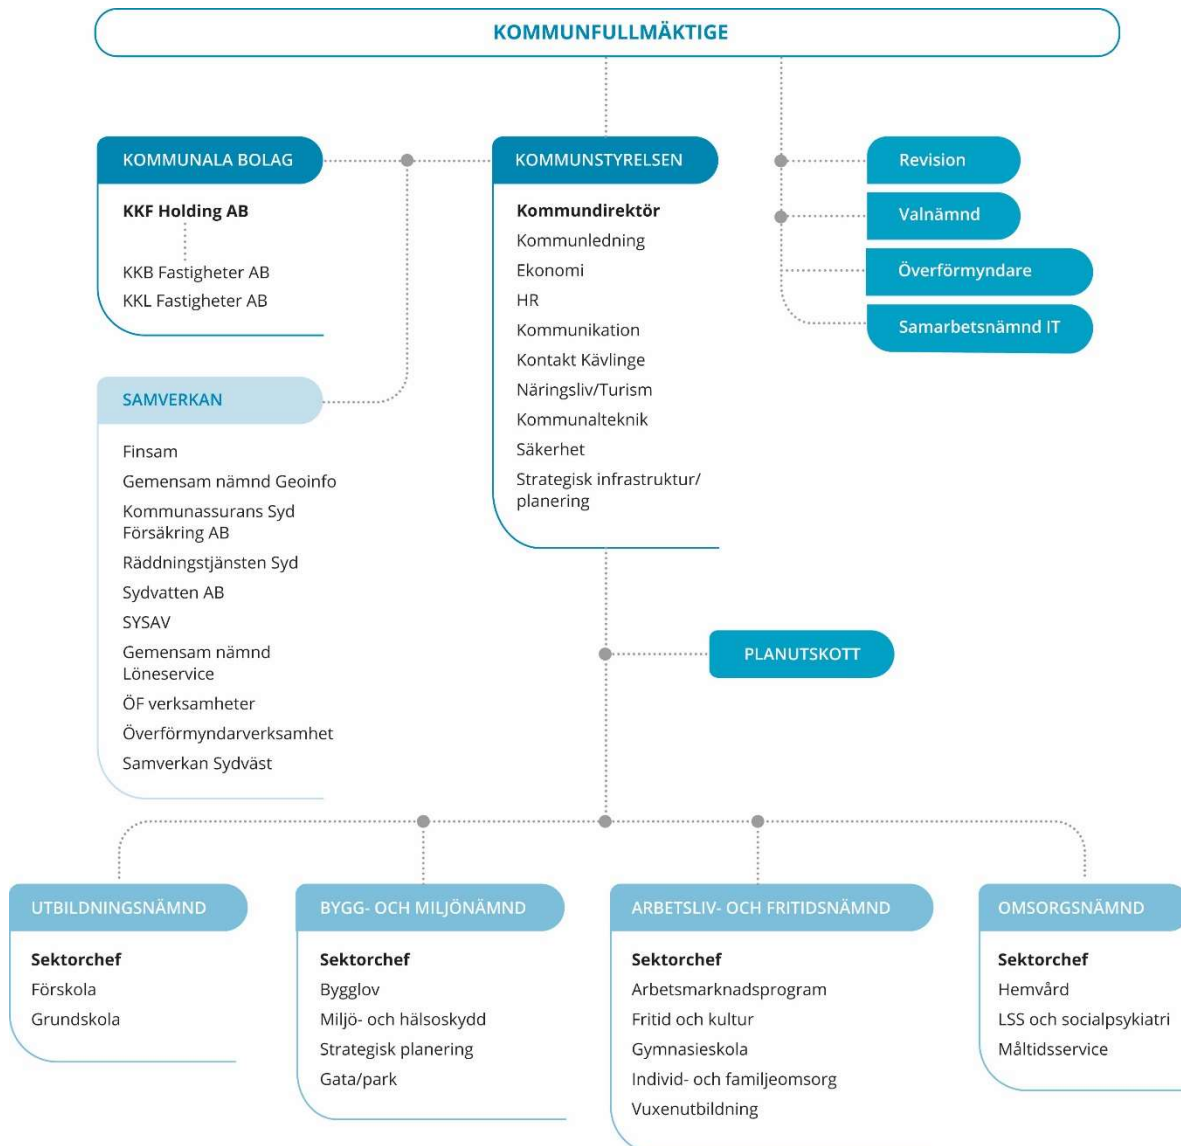 KOMMUNFULLMÄKTIGE
KOMMUNALA BOLAG
KKF Holding AB
KKB Fastigheter AB
KKL Fastigheter AB
SAMVERKAN
Finsam
Gemensam nämnd Geoinfo
Kommunassurans Syd
Försäkring AB
Räddningstjänsten Syd
Sydvatten AB
SYSAV
Gemensam nämnd
Löneservice
ÖF verksamheter
Överförmyndarverksamhet
Samverkan Sydväst
KOMMUNSTYRELSEN
Kommundirektör
Kommunledning
Ekonomi
HR
Kommunikation
Kontakt Kävlinge
Näringsliv/Turism
Kommunalteknik
Säkerhet
Strategisk infrastruktur/
planering
Revision
Valnämnd
Överförmyndare
Samarbetsnämnd IT
PLANUTSKOTT
UTBILDNINGSNÄMND
Sektorchef
Förskola
Grundskola
BYGG- OCH MILJÖNÄMND
Sektorchef
Bygglov
Miljö- och hälsoskydd
Strategisk planering
Gata/park
ARBETSLIV- OCH FRITIDSNÄMND
Sektorchef
Arbetsmarknadsprogram
Fritid och kultur
Gymnasieskola
Individ- och familjeomsorg
Vuxenutbildning
OMSORGSNÄMND
Sektorchef
Hemvård
LSS och socialpsykiatri
Måltidsservice